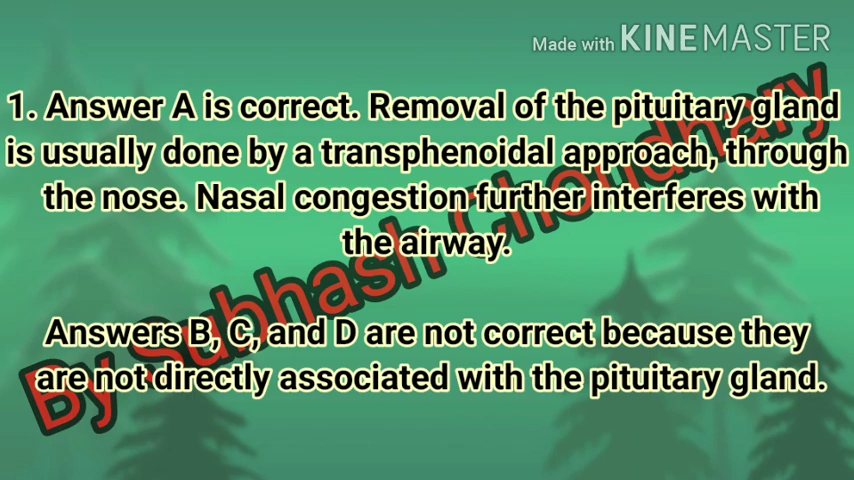 Made with KINEMASTER
1. Answer A is correct. Removal of the pituitary gland
is usually done by a transphenoidal approach, through
the nose. Nasal congestion further interferes with
the airway.
Answers B, C, and D are not correct because they
are not directly associated with the pituitary gland.
By Subhash Choudhary